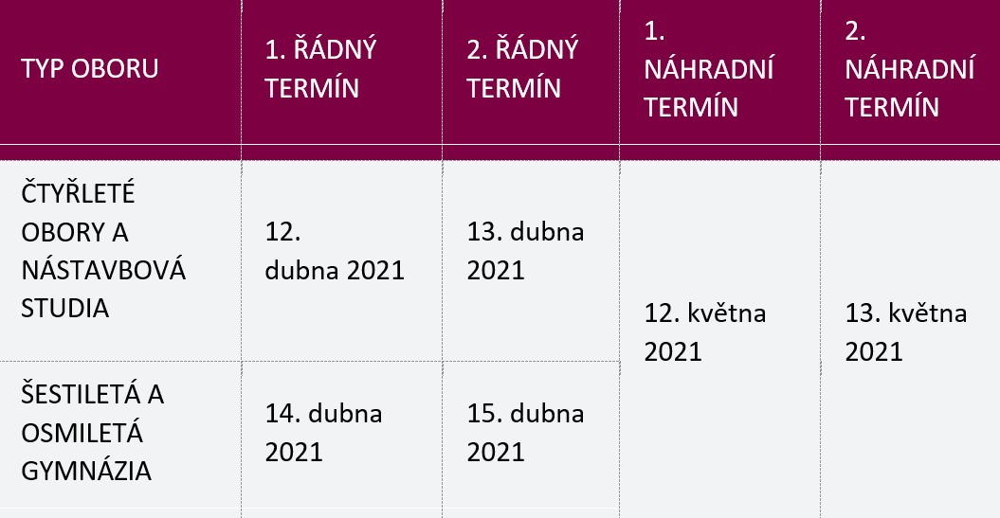 TYP OBORU
1. ŘÁDNÝ
TERMÍN
2. ŘÁDNÝ
TERMÍN
1.
NÁHRADNÍ
TERMÍN
2.
NÁHRADNÍ
TERMÍN
ČTYŘLETÉ
OBORY A
NÁSTAVBOVÁ
STUDIA
12.
dubna 2021
13. dubna
2021
12. května
2021
13. května
2021
ŠESTILETÁ A
OSMILETÁ
GYMNÁZIA
14. dubna
2021
15. dubna
2021